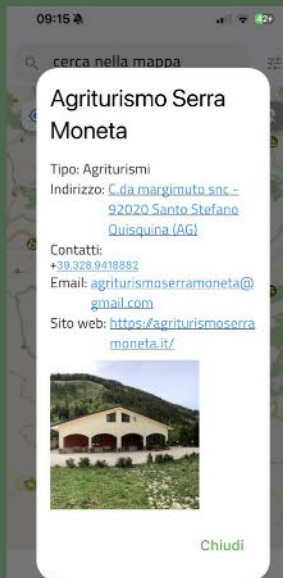 09:15
42
cerca nella mappa
Agriturismo Serra
Moneta
Tipo: Agriturismi
Indirizzo: C.da margimuto snc -
92020 Santo Stefano
Quisquina (AG)
Contatti:
+39.328.9418882
Email: agriturismoserramoneta@
gmail.com
Sito web: https://agriturismoserra
moneta.it/
Chiudi